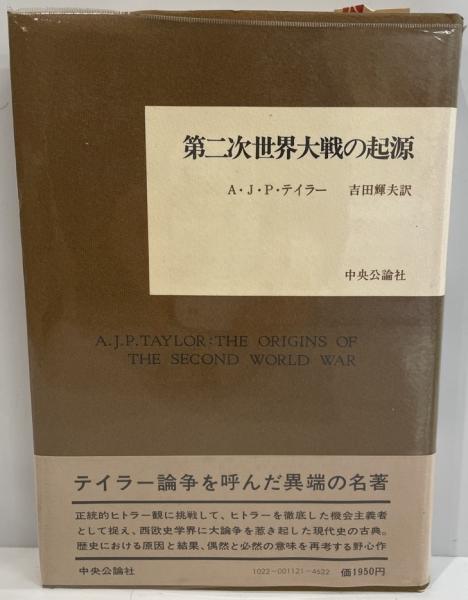 第二次世界大戦の起源
A・J・P・テイラー 吉田輝夫訳
中央公論社
A.J.P.TAYLOR:THE ORIGINS OF
THE SECOND WORLD WAR
テイラー論争を呼んだ異端の名著
正統的ヒトラー観に挑戦して、ヒトラーを徹底した機会主義者
として捉え、西欧史学界に大論争を惹き起した現代史の古典。
歴史における原因と結果、偶然と必然の意味を再考する野心作
中央公論社 1022-001121-4622 価1950円